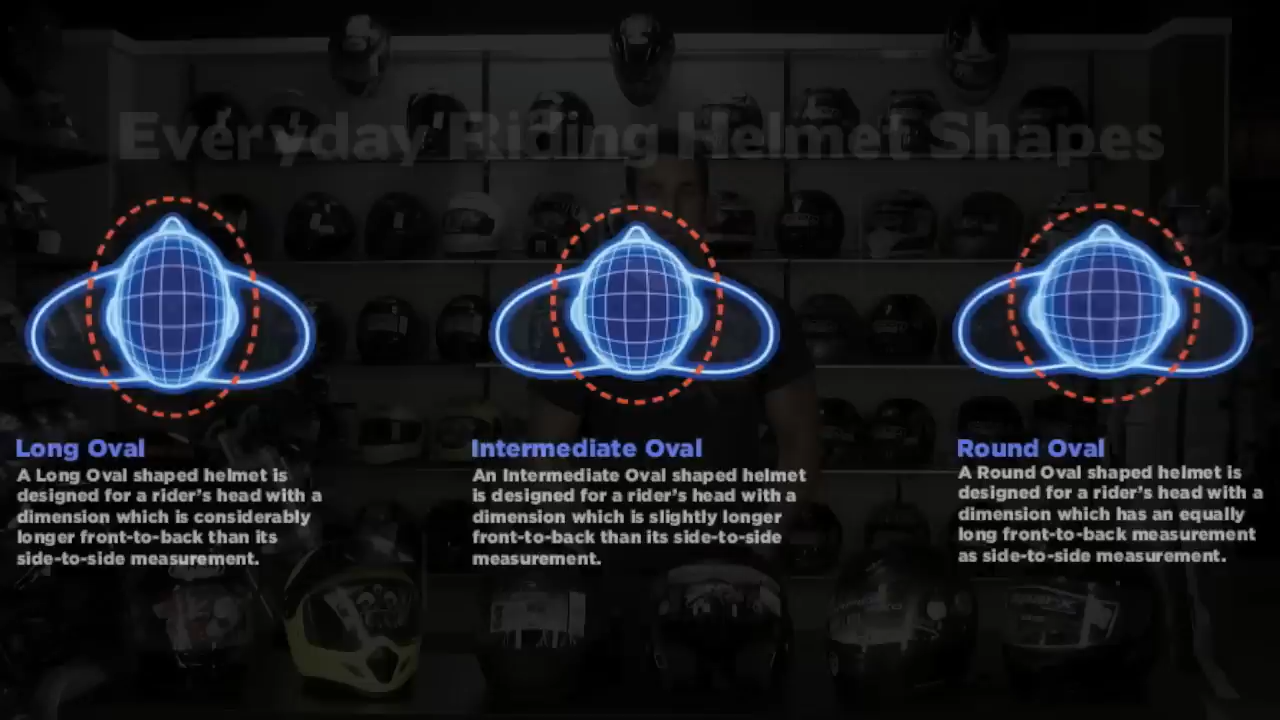 Everyday Riding Helmet Shapes
Long Oval
A Long Oval shaped helmet is
designed for a rider's head with a
dimension which is considerably
longer front-to-back than its
side-to-side measurement.
Intermediate Oval
An Intermediate Oval shaped helmet
is designed for a rider's head with a
dimension which is slightly longer
front-to-back than its side-to-side
measurement.
Round Oval
A Round Oval shaped helmet is
designed for a rider's head with a
dimension which has an equally
long front-to-back measurement
as side-to-side measurement.